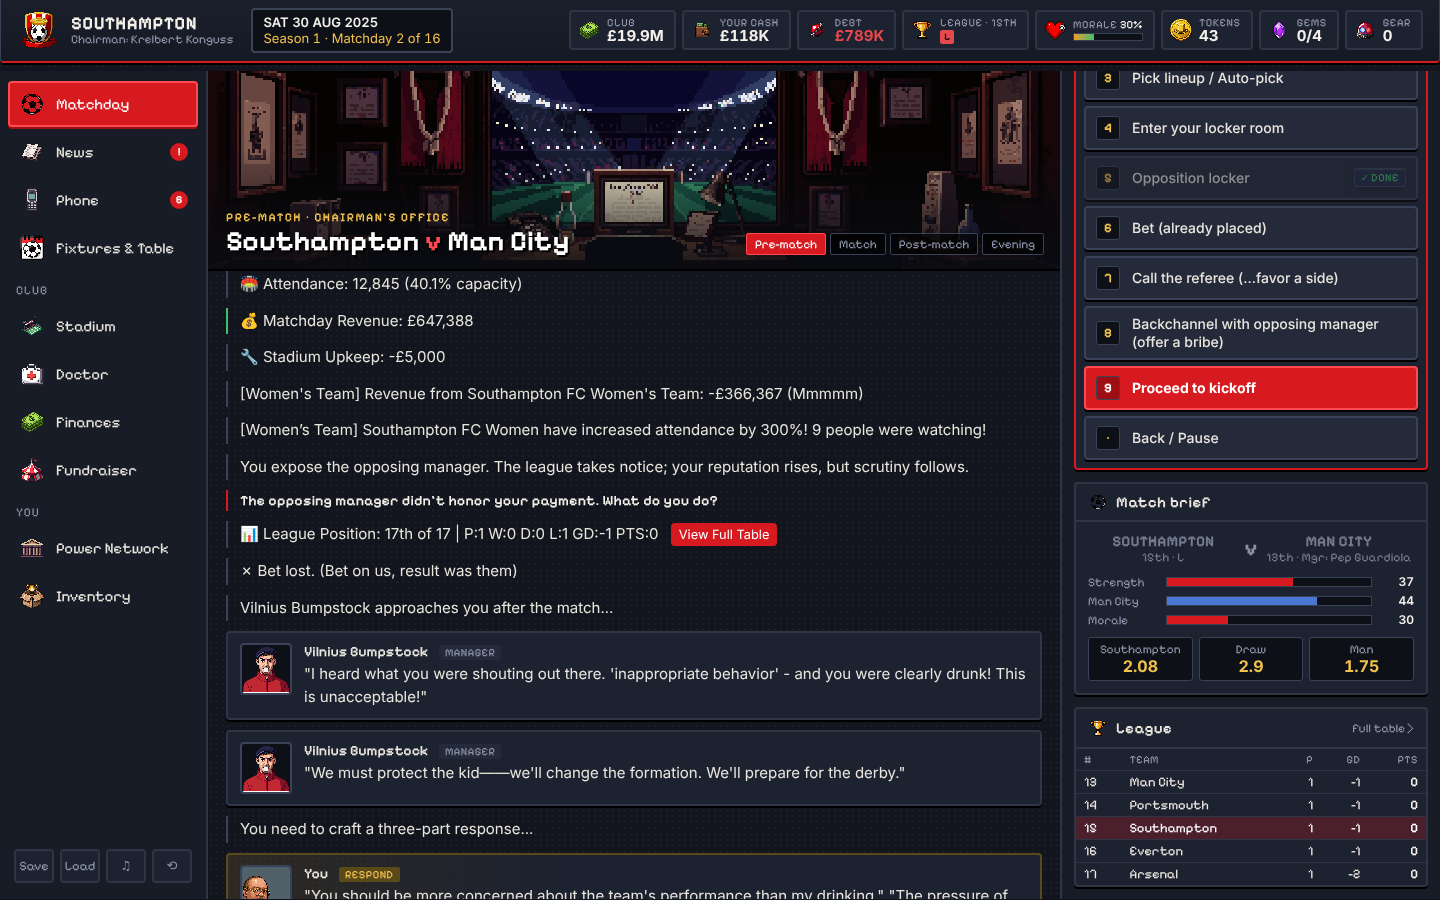 SOUTHAMPTON
Chairman: Krelbert Konguss
SAT 30 AUG 2025
Season 1 · Matchday 2 of 16
CLUB
£19.9M
YOUR CASH
£118K
DEBT
£789K
LEAGUE · 15TH
L
MORALE 30%
TOKENS
43
GEMS
0/4
GEAR
0
Matchday
News
!
Phone
6
Fixtures & Table
CLUB
Stadium
Doctor
Finances
Fundraiser
YOU
Power Network
Inventory
Save
Load
PRE-MATCH · CHAIRMAN'S OFFICE
Southampton v Man City
Pre-match
Match
Post-match
Evening
Attendance: 12,845 (40.1% capacity)
Matchday Revenue: £647,388
Stadium Upkeep: -£5,000
[Women's Team] Revenue from Southampton FC Women's Team: -£366,367 (Mmmmm)
[Women's Team] Southampton FC Women have increased attendance by 300%! 9 people were watching!
You expose the opposing manager. The league takes notice; your reputation rises, but scrutiny follows.
The opposing manager didn't honor your payment. What do you do?
League Position: 17th of 17 | P:1 W:0 D:0 L:1 GD:-1 PTS:0 View Full Table
× Bet lost. (Bet on us, result was them)
Vilnius Bumpstock approaches you after the match...
Vilnius Bumpstock MANAGER
"I heard what you were shouting out there. 'inappropriate behavior' - and you were clearly drunk! This
is unacceptable!"
Vilnius Bumpstock MANAGER
"We must protect the kid——we'll change the formation. We'll prepare for the derby."
You need to craft a three-part response...
You RESPOND
"You should be more concerned about the team's performance than my drinking." "The pressure of
3 Pick lineup / Auto-pick
4 Enter your locker room
5 Opposition locker ✓ DONE
6 Bet (already placed)
7 Call the referee (...favor a side)
8 Backchannel with opposing manager
(offer a bribe)
9 Proceed to kickoff
· Back / Pause
Match brief
SOUTHAMPTON
15th · L
v
MAN CITY
13th · Mgr: Pep Guardiola
Strength 37
Man City 44
Morale 30
Southampton
2.08
Draw
2.9
Man
1.75
League Full table >
# TEAM P GD PTS
13 Man City 1 -1 0
14 Portsmouth 1 -1 0
15 Southampton 1 -1 0
16 Everton 1 -1 0
17 Arsenal 1 -2 0